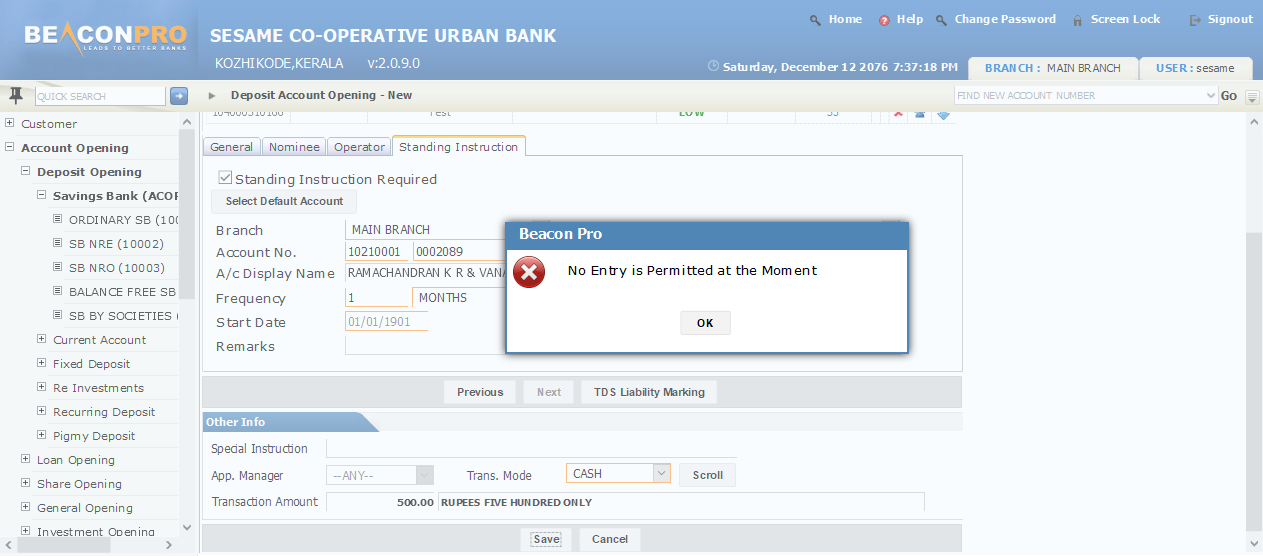 Home Help Change Password Screen Lock Signout
BEACONPRO
LEADS TO BETTER BANKS
SESAME CO-OPERATIVE URBAN BANK
KOZHIKODE,KERALA v:2.0.9.0
Saturday, December 12 2076 7:37:18 PM BRANCH : MAIN BRANCH USER : sesame
QUICK SEARCH Deposit Account Opening - New FIND NEW ACCOUNT NUMBER Go
Test LOW 55
Customer
Account Opening
Deposit Opening
Savings Bank (ACOP
ORDINARY SB (100
SB NRE (10002)
SB NRO (10003)
BALANCE FREE SB
SB BY SOCIETIES (
Current Account
Fixed Deposit
Re Investments
Recurring Deposit
Pigmy Deposit
Loan Opening
Share Opening
General Opening
Investment Opening
General Nominee Operator Standing Instruction
Standing Instruction Required
Select Default Account
Branch MAIN BRANCH
Account No. 10210001 0002089
A/c Display Name RAMACHANDRAN K R & VANA
Frequency 1 MONTHS
Start Date 01/01/1901
Remarks
Beacon Pro
No Entry is Permitted at the Moment
OK
Previous Next TDS Liability Marking
Other Info
Special Instruction
App. Manager --ANY-- Trans. Mode CASH Scroll
Transaction Amount 500.00 RUPEES FIVE HUNDRED ONLY
Save Cancel